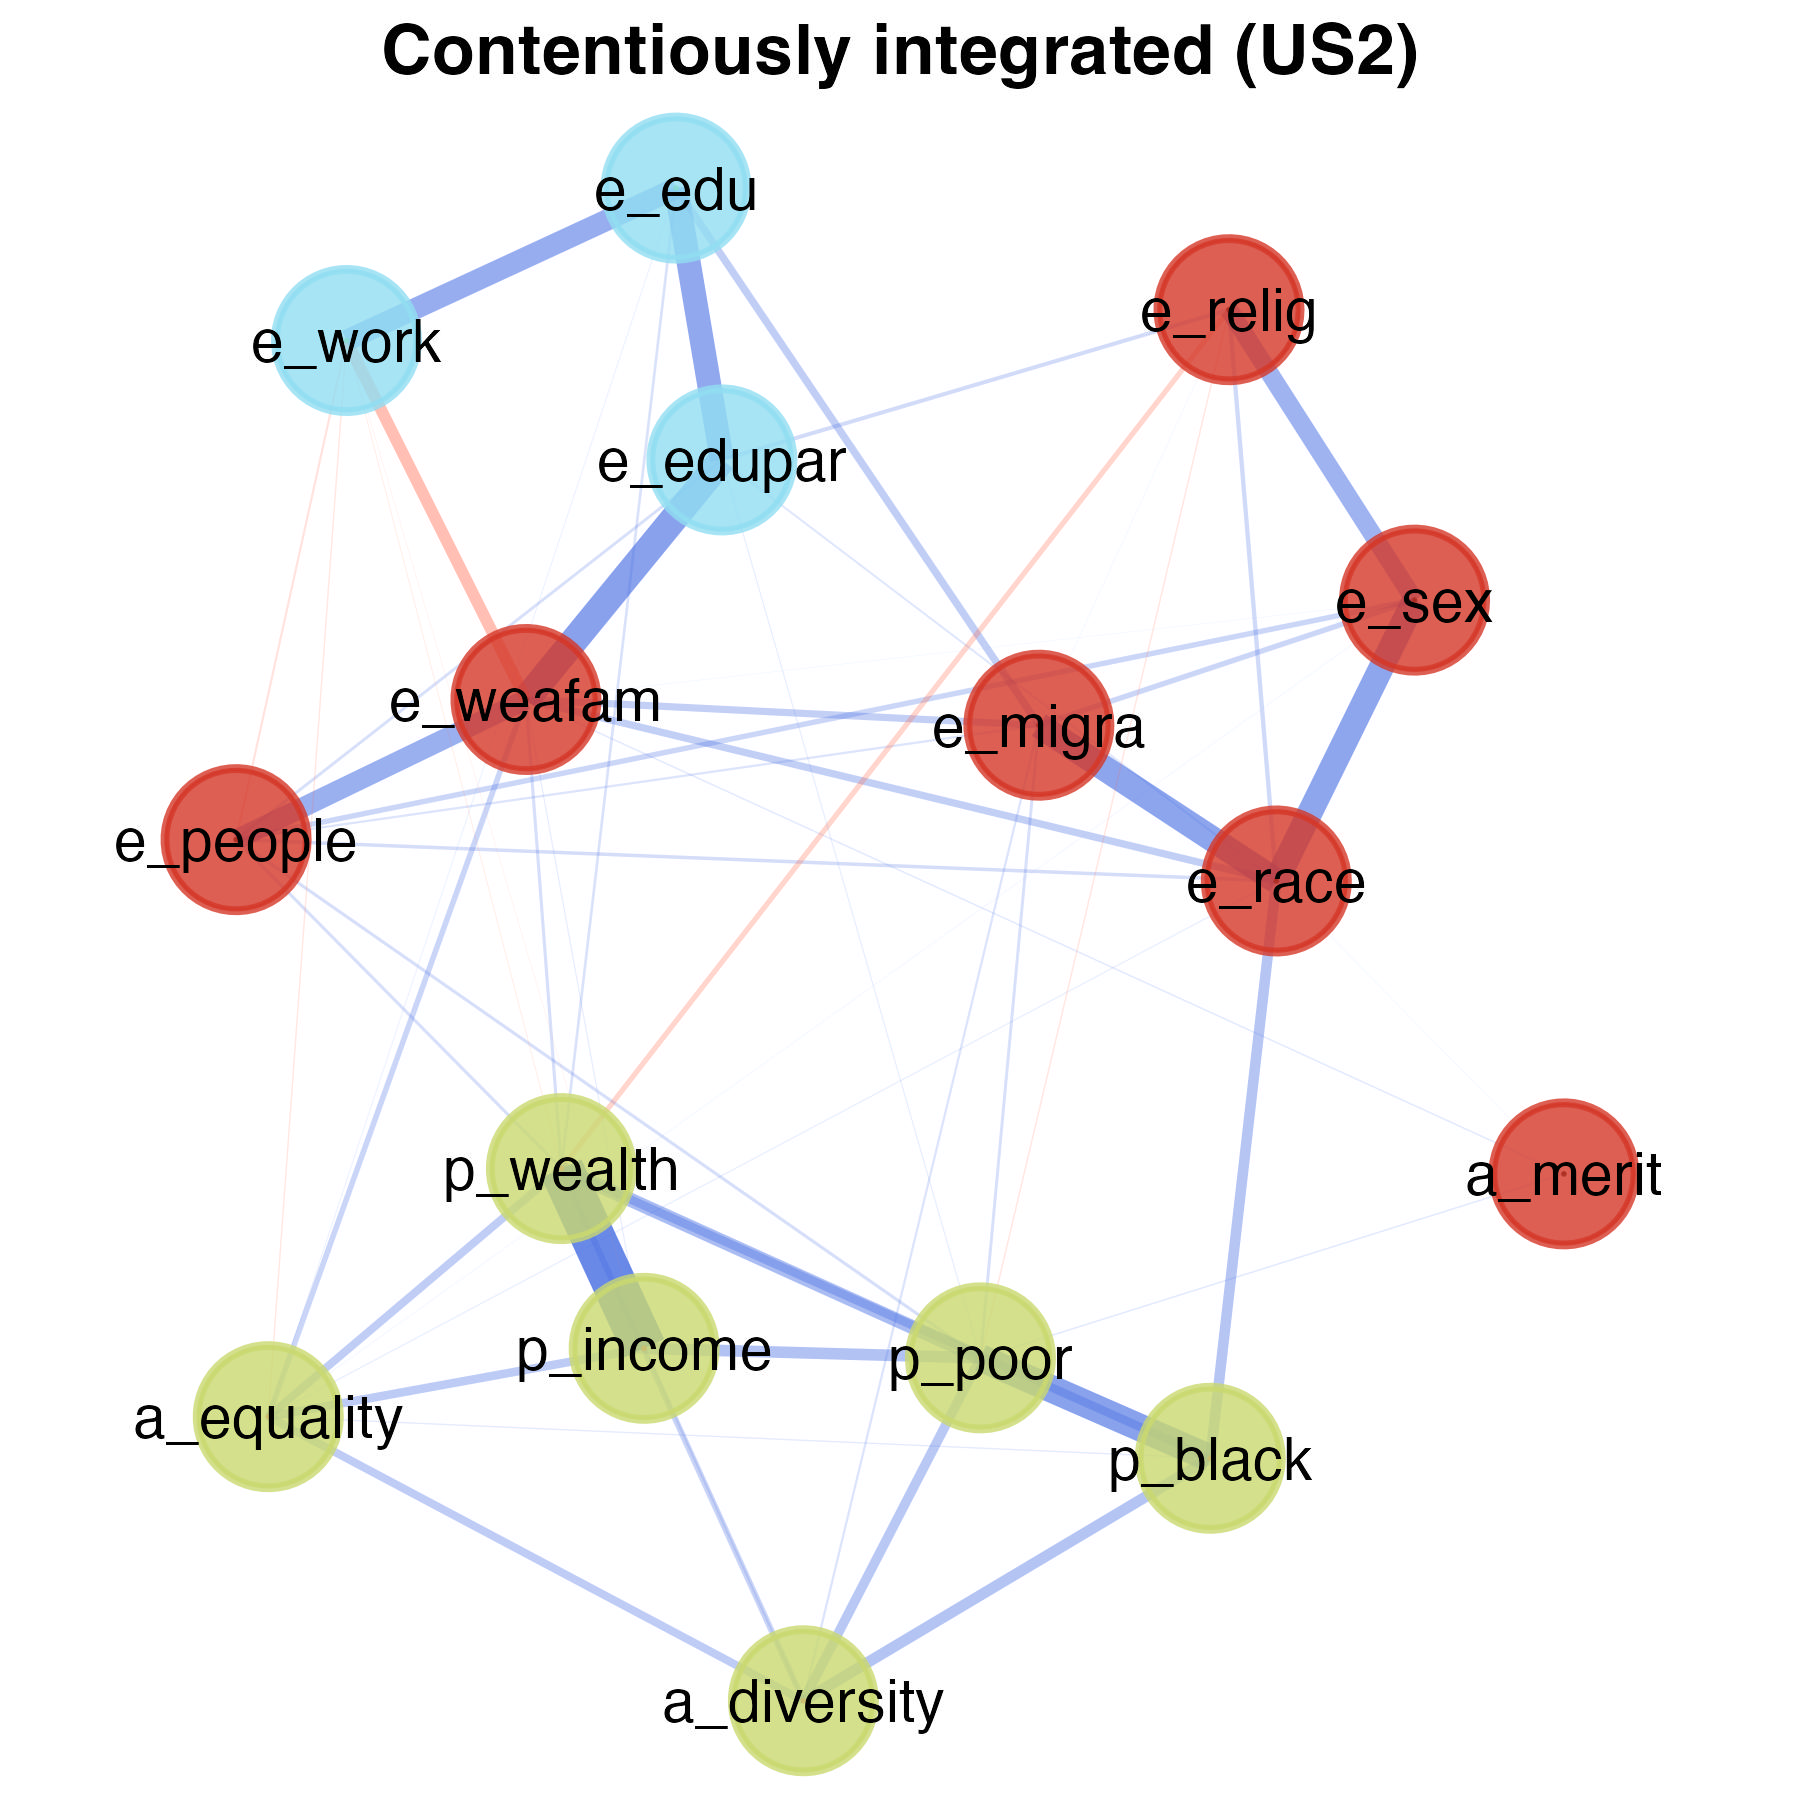 Contentiously integrated (US2)
e_edu
e_relig
e_work
e_edupar
e_sex
e_weafam
e_migra
e_people
e_race
p_wealth
a_merit
p_income
p_poor
a_equality
p_black
a_diversity